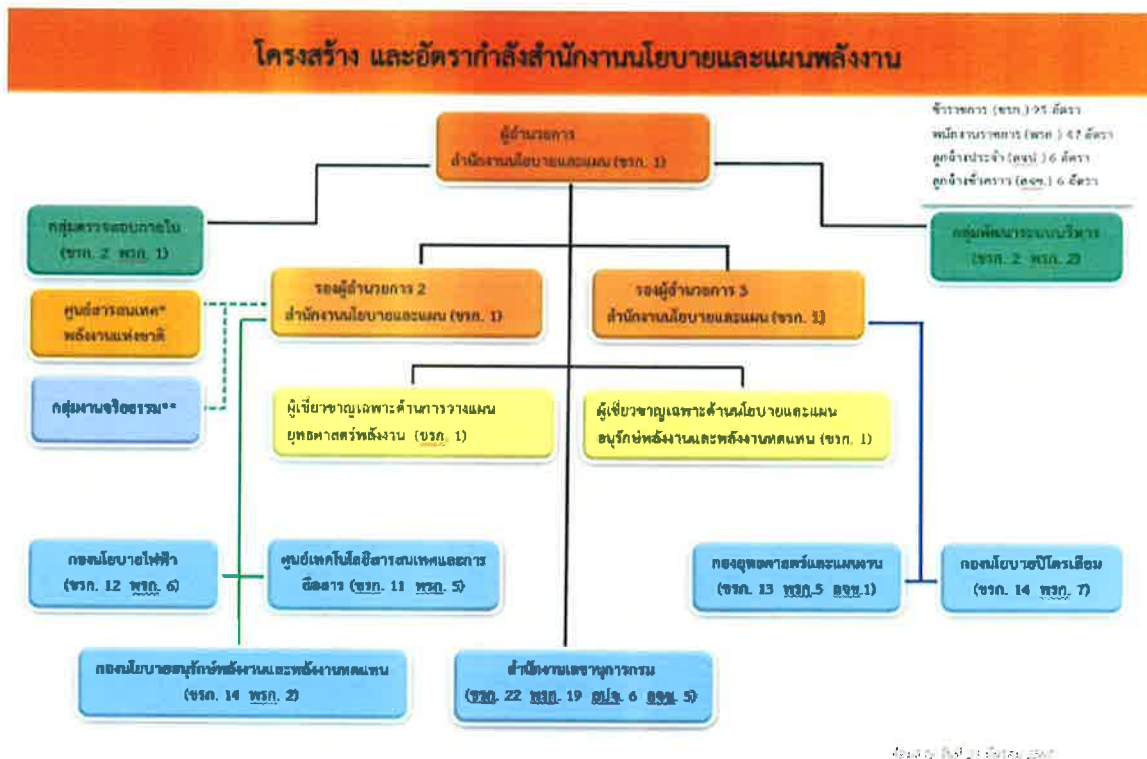 โครงสร้าง และอัตรากำลังสำนักงานนโยบายและแผนพลังงาน
ข้าราชการ (ขรก.) 95 อัตรา
พนักงานราชการ (พรก.) 47 อัตรา
ลูกจ้างประจำ (ลจป.) 6 อัตรา
ลูกจ้างชั่วคราว (ลจช.) 6 อัตรา
ผู้อำนวยการ
สำนักงานนโยบายและแผน (ขรก. 1)
กลุ่มตรวจสอบภายใน
(ขรก. 2 พรก. 1)
กลุ่มพัฒนาระบบบริหาร
(ขรก. 2 พรก. 2)
รองผู้อำนวยการ 2
สำนักงานนโยบายและแผน (ขรก. 1)
รองผู้อำนวยการ 3
สำนักงานนโยบายและแผน (ขรก. 1)
ศูนย์สารสนเทศ*
พลังงานแห่งชาติ
กลุ่มงานจริยธรรม**
ผู้เชี่ยวชาญเฉพาะด้านการวางแผน
ยุทธศาสตร์พลังงาน (ขรก. 1)
ผู้เชี่ยวชาญเฉพาะด้านนโยบายและแผน
อนุรักษ์พลังงานและพลังงานทดแทน (ขรก. 1)
กองนโยบายไฟฟ้า
(ขรก. 12 พรก. 6)
ศูนย์เทคโนโลยีสารสนเทศและการ
สื่อสาร (ขรก. 11 พรก. 5)
กองยุทธศาสตร์และแผนงาน
(ขรก. 13 พรก.5 ลจช.1)
กองนโยบายปิโตรเลียม
(ขรก. 14 พรก. 7)
กองนโยบายอนุรักษ์พลังงานและพลังงานทดแทน
(ขรก. 14 พรก. 2)
สำนักงานเลขานุการกรม
(ขรก. 22 พรก. 19 ลปจ. 6 ลจช. 5)